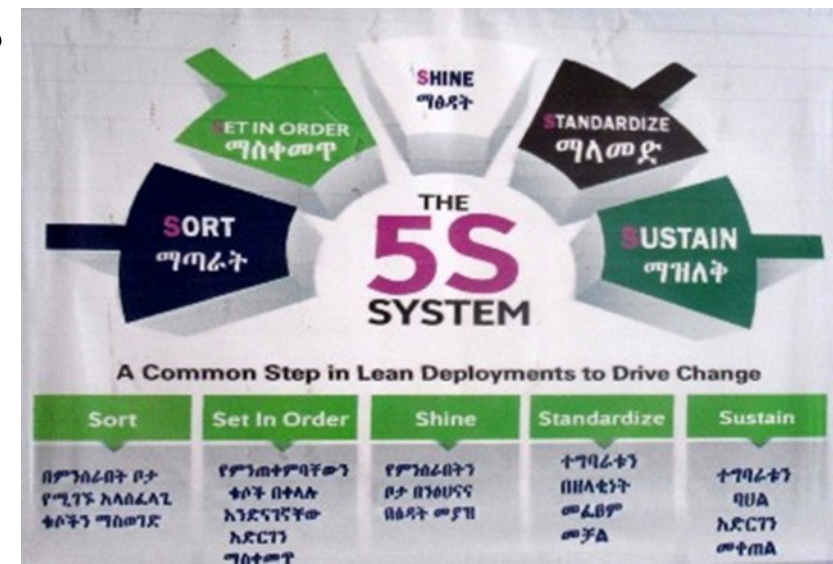 SHINE
ማፅዳት
SET IN ORDER
ማስቀመጥ
STANDARDIZE
ማላመድ
SORT
ማጣራት
SUSTAIN
ማዝለቅ
THE
5S
SYSTEM
A Common Step in Lean Deployments to Drive Change
Sort
በምንሰራበት ቦታ
የሚገኙ አላስፈላጊ
ቁሶችን ማስወገድ
Set In Order
የምንጠቀምባቸውን
ቁሶች በቀላሉ
እንድናገኛቸው
አድርገን
ማስቀመጥ
Shine
የምንሰራበትን
ቦታ በንፅህናና
በፅዳት መያዝ
Standardize
ተግባራቱን
በዘላቂነት
መፈፀም
መቻል
Sustain
ተግባራቱን
ባህል
አድርገን
መቀጠል